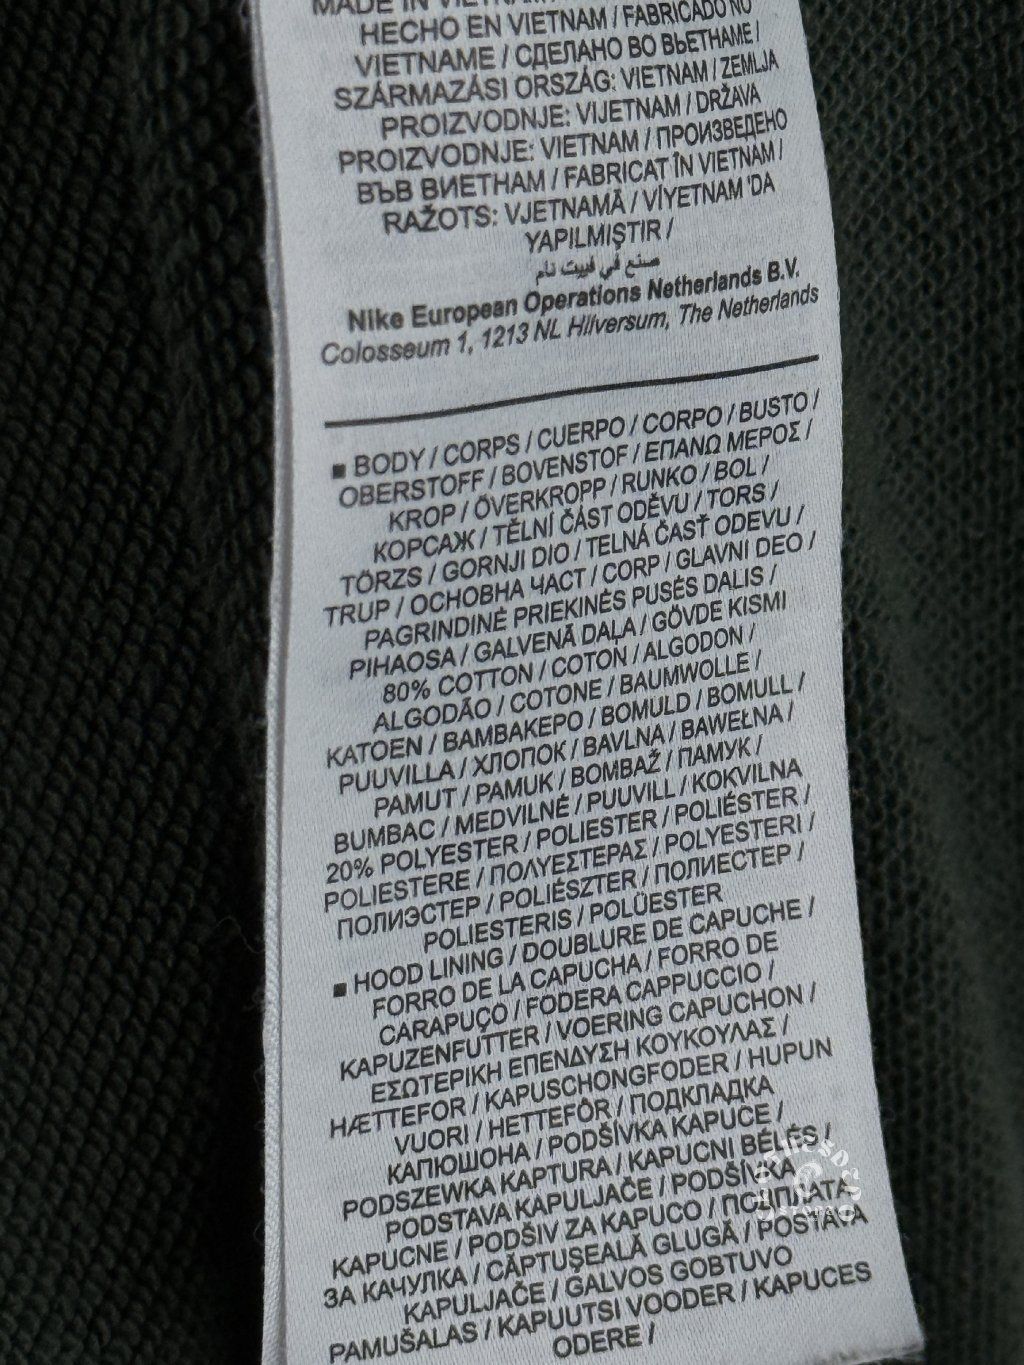 MADE IN VIETNAM
HECHO EN VIETNAM / FABRICADO NO
VIETNAME / СДЕЛАНО ВО ВЬЕТНАМЕ /
SZÁRMAZÁSI ORSZÁG: VIETNAM / ZEMLJA
PROIZVODNJE: VIJETNAM / DRŽAVA
PROIZVODNJE: VIETNAM / ПРОИЗВЕДЕНО
ВЪВ ВИЕТНАМ / FABRICAT ÎN VIETNAM /
RAŽOTS: VJETNAMĀ / VİYETNAM 'DA
YAPILMIŞTIR /
صنع في فييت نام
Nike European Operations Netherlands B.V.
Colosseum 1, 1213 NL Hilversum, The Netherlands
■ BODY / CORPS / CUERPO / CORPO / BUSTO /
OBERSTOFF / BOVENSTOF / ΕΠΑΝΩ ΜΕΡΟΣ /
KROP / ÖVERKROPP / RUNKO / BOL /
КОРСАЖ / TĚLNÍ ČÁST ODĚVU / TORS /
TÖRZS / GORNJI DIO / TELNÁ ČASŤ ODEVU /
TRUP / ОСНОВНА ЧАСТ / CORP / GLAVNI DEO /
PAGRINDINĖ PRIEKINĖS PUSĖS DALIS /
PIHAOSA / GALVENĀ DAĻA / GÖVDE KISMI
80% COTTON / COTON / ALGODON /
ALGODÃO / COTONE / BAUMWOLLE /
KATOEN / ΒΑΜΒΑΚΕΡΟ / BOMULD / BOMULL /
PUUVILLA / ХЛОПОК / BAVLNA / BAWEŁNA /
PAMUT / PAMUK / BOMBAŽ / ПАМУК /
BUMBAC / MEDVILNĖ / PUUVILL / KOKVILNA
20% POLYESTER / POLIESTER / POLIÉSTER /
POLIESTERE / ΠΟΛΥΕΣΤΕΡΑΣ / POLYESTERI /
ПОЛИЭСТЕР / POLIÉSZTER / ПОЛИЕСТЕР /
POLIESTERIS / POLÜESTER
■ HOOD LINING / DOUBLURE DE CAPUCHE /
FORRO DE LA CAPUCHA / FORRO DE
CARAPUÇO / FODERA CAPPUCCIO /
KAPUZENFUTTER / VOERING CAPUCHON /
ΕΣΩΤΕΡΙΚΗ ΕΠΕΝΔΥΣΗ ΚΟΥΚΟΥΛΑΣ /
HÆTTEFOR / KAPUSCHONGFODER / HUPUN
VUORI / HETTEFÔR / ПОДКЛАДКА
КАПЮШОНА / PODŠÍVKA KAPUCE /
PODSZEWKA KAPTURA / KAPUCNI BÉLÉS /
PODSTAVA KAPULJAČE / PODŠÍVKA
KAPUCNE / PODŠIV ZA KAPUCO / ПОДПЛАТА
ЗА КАЧУЛКА / CĂPTUŞEALĂ GLUGĂ / POSTAVA
KAPULJAČE / GALVOS GOBTUVO
PAMUŠALAS / KAPUUTSI VOODER / KAPUCES
ODERE /